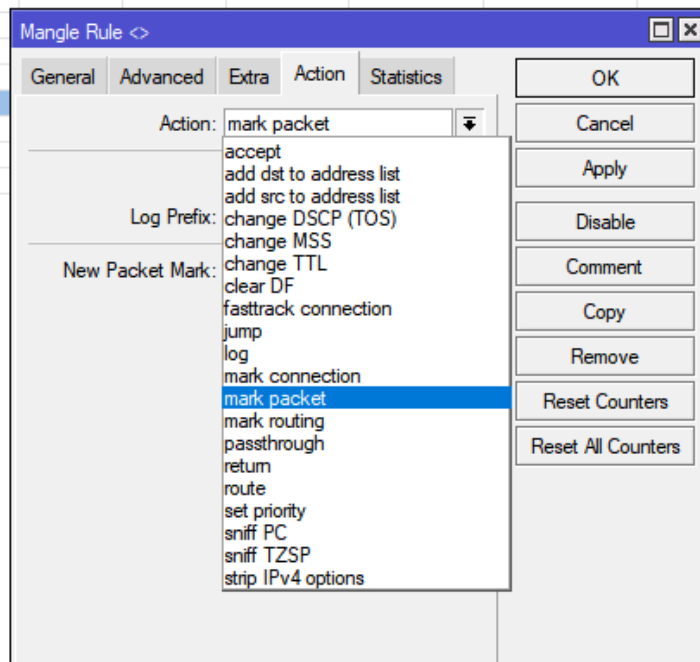 Mangle Rule <>
General Advanced Extra Action Statistics
Action: mark packet
accept
add dst to address list
add src to address list
Log Prefix: change DSCP (TOS)
change MSS
New Packet Mark: change TTL
clear DF
fasttrack connection
jump
log
mark connection
mark packet
mark routing
passthrough
return
route
set priority
sniff PC
sniff TZSP
strip IPv4 options
OK
Cancel
Apply
Disable
Comment
Copy
Remove
Reset Counters
Reset All Counters